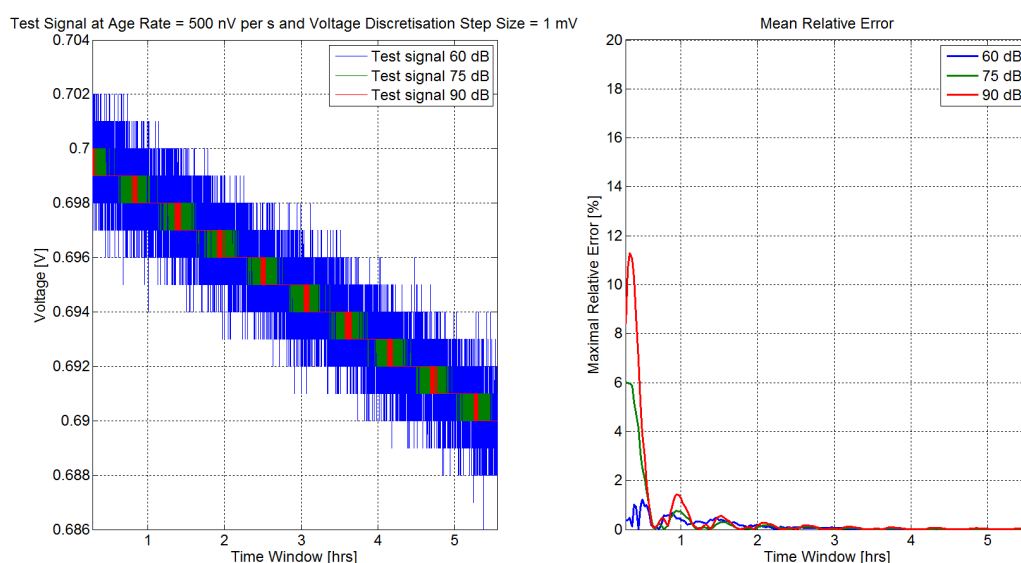 Test Signal at Age Rate = 500 nV per s and Voltage Discretisation Step Size = 1 mV
Test signal 60 dB
Test signal 75 dB
Test signal 90 dB
0.704
0.702
0.7
0.698
0.696
0.694
0.692
0.69
0.688
0.686
Voltage [V]
1 2 3 4 5
Time Window [hrs]
Mean Relative Error
60 dB
75 dB
90 dB
20
18
16
14
12
10
8
6
4
2
0
Maximal Relative Error [%]
1 2 3 4 5
Time Window [hrs]